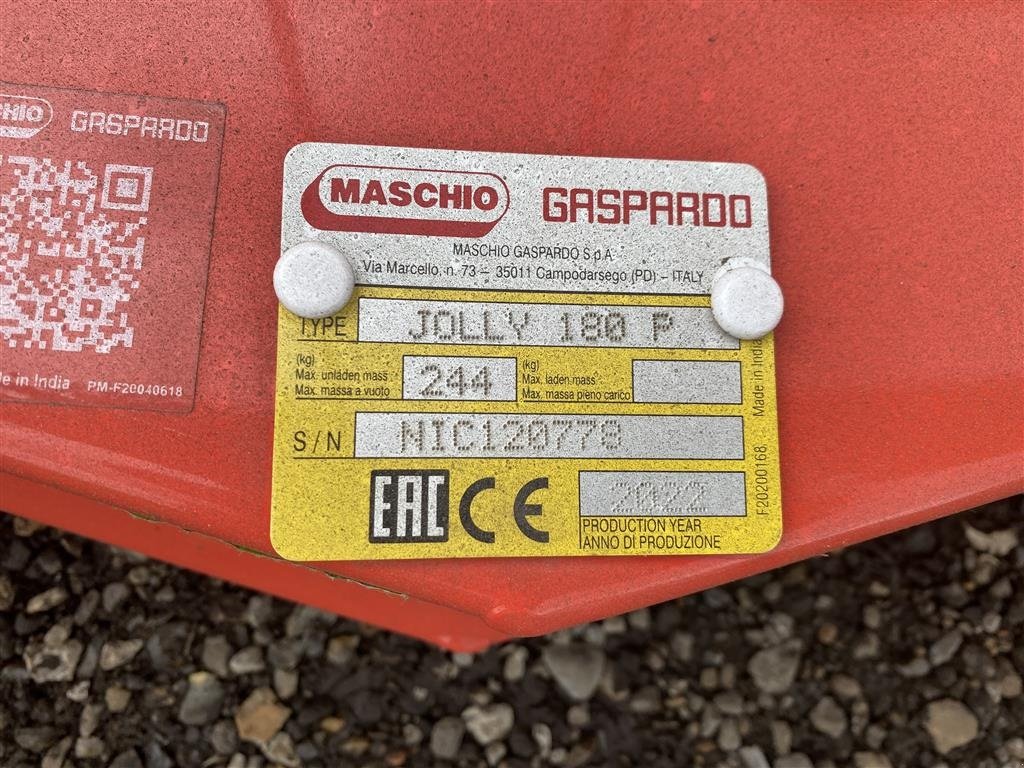 CHIO GASPARDO
de in India PM-F20040618
MASCHIO GASPARDO
MASCHIO GASPARDO S.p.A.
Via Marcello, n. 73 – 35011 Campodarsego (PD) – ITALY
TYPE JOLLY 180 P
(kg)
Max. unladen mass
Max. massa a vuoto
244
(kg)
Max. laden mass
Max. massa pieno carico
S/N NIC120778
EAC CE 2022
PRODUCTION YEAR
ANNO DI PRODUZIONE
F20200168 Made in India